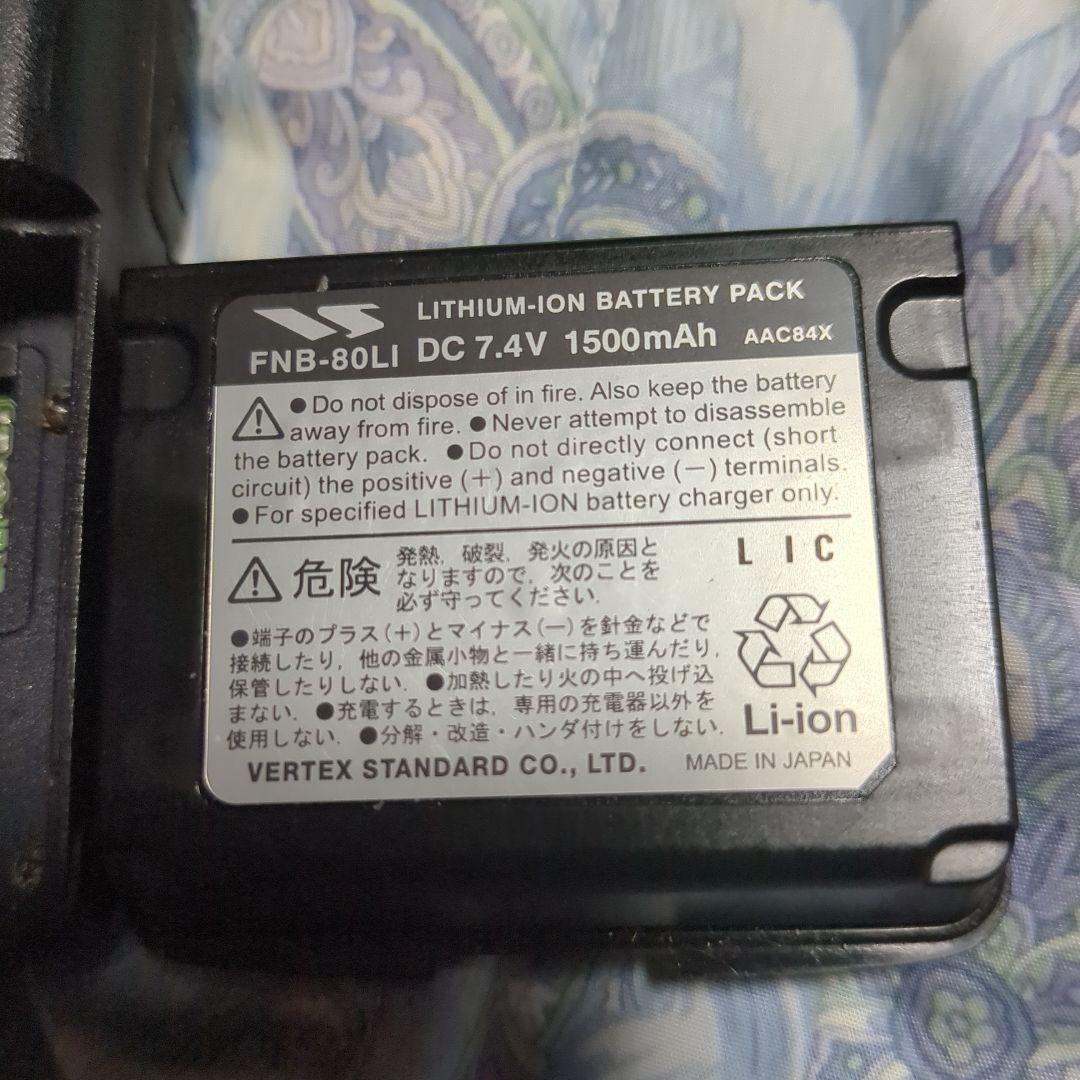 VS LITHIUM-ION BATTERY PACK
FNB-80LI DC 7.4V 1500mAh AAC84X
●Do not dispose of in fire. Also keep the battery
away from fire. ●Never attempt to disassemble
the battery pack. ●Do not directly connect (short
circuit) the positive (+) and negative (−) terminals.
●For specified LITHIUM-ION battery charger only.
危険
発熱, 破裂, 発火の原因と
なりますので, 次のことを
必ず守ってください.
L I C
●端子のプラス(+)とマイナス(−)を針金などで
接続したり, 他の金属小物と一緒に持ち運んだり,
保管したりしない. ●加熱したり火の中へ投げ込
まない. ●充電するときは, 専用の充電器以外を
使用しない. ●分解・改造・ハンダ付けをしない.
Li-ion
VERTEX STANDARD CO., LTD. MADE IN JAPAN